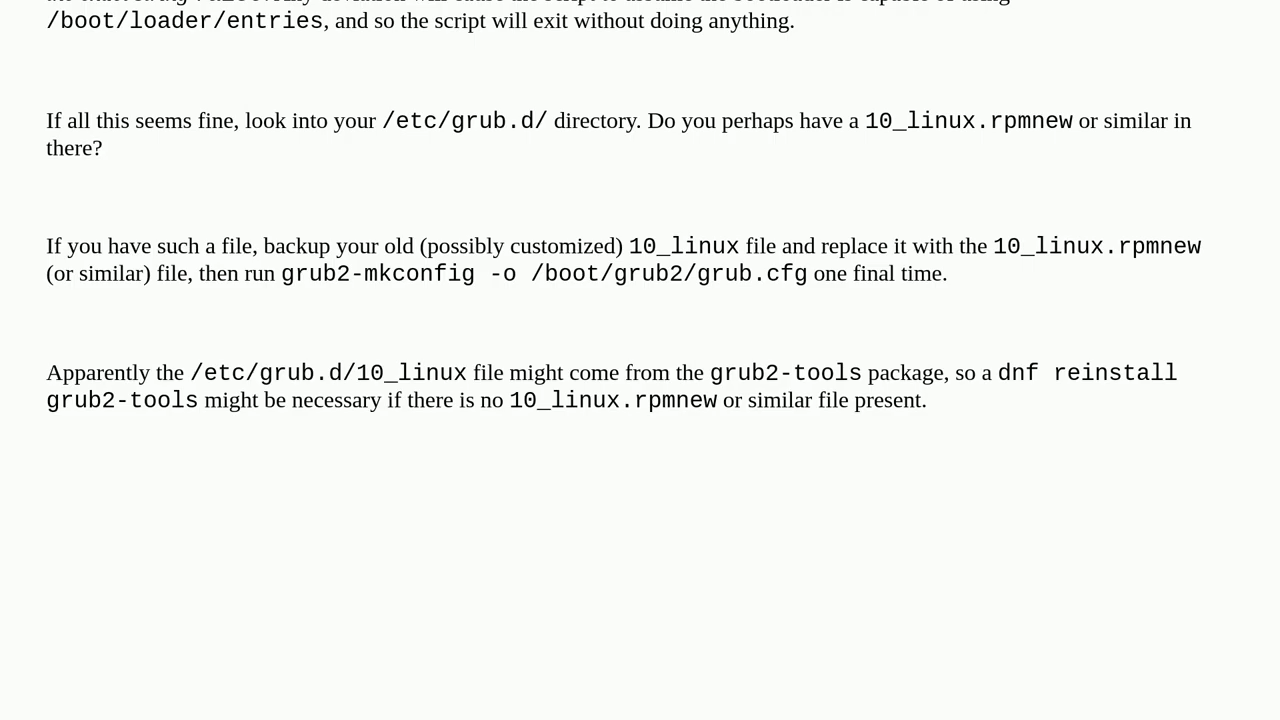 /boot/loader/entries, and so the script will exit without doing anything.
If all this seems fine, look into your /etc/grub.d/ directory. Do you perhaps have a 10_linux.rpmnew or similar in
there?
If you have such a file, backup your old (possibly customized) 10_linux file and replace it with the 10_linux.rpmnew
(or similar) file, then run grub2-mkconfig -o /boot/grub2/grub.cfg one final time.
Apparently the /etc/grub.d/10_linux file might come from the grub2-tools package, so a dnf reinstall
grub2-tools might be necessary if there is no 10_linux.rpmnew or similar file present.